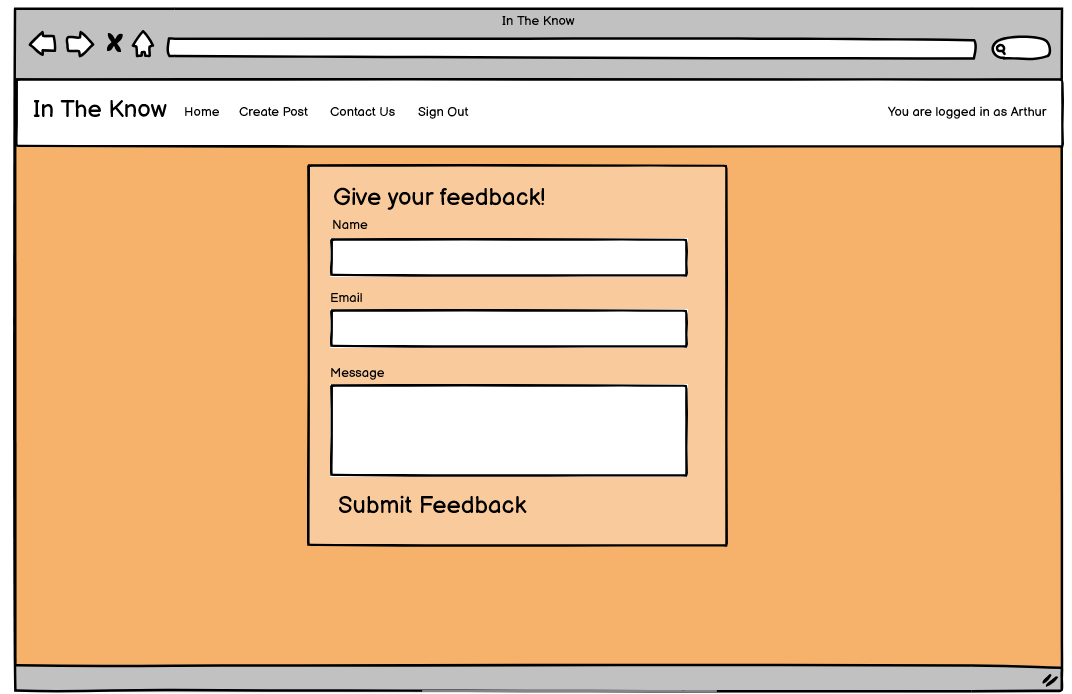 In The Know
In The Know Home Create Post Contact Us Sign Out You are logged in as Arthur
Give your feedback!
Name
Email
Message
Submit Feedback